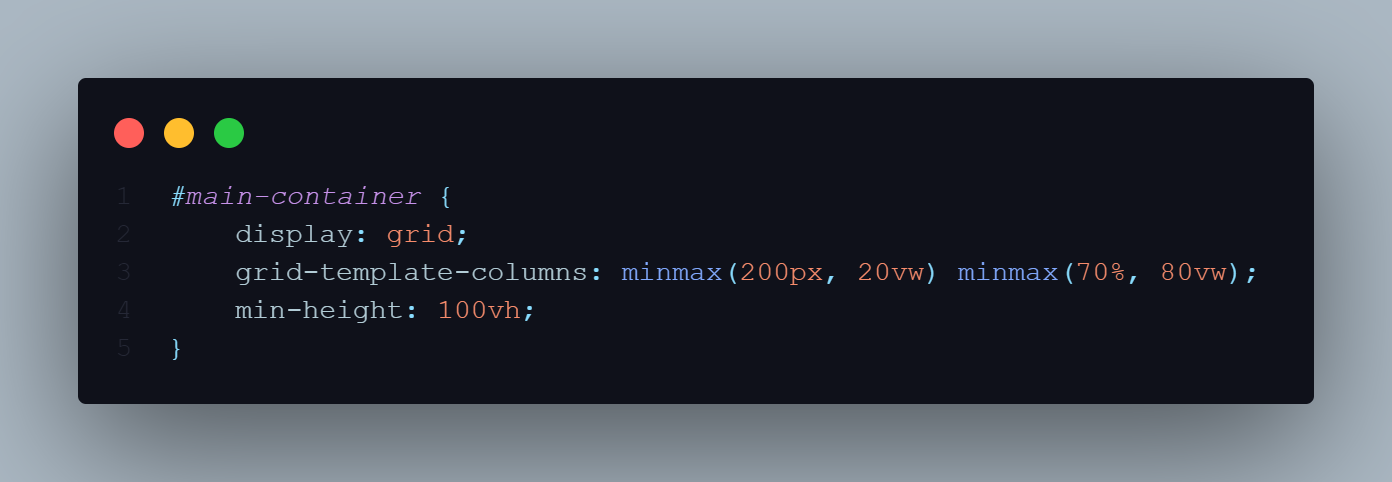 1 #main-container {
2 display: grid;
3 grid-template-columns: minmax(200px, 20vw) minmax(70%, 80vw);
4 min-height: 100vh;
5 }